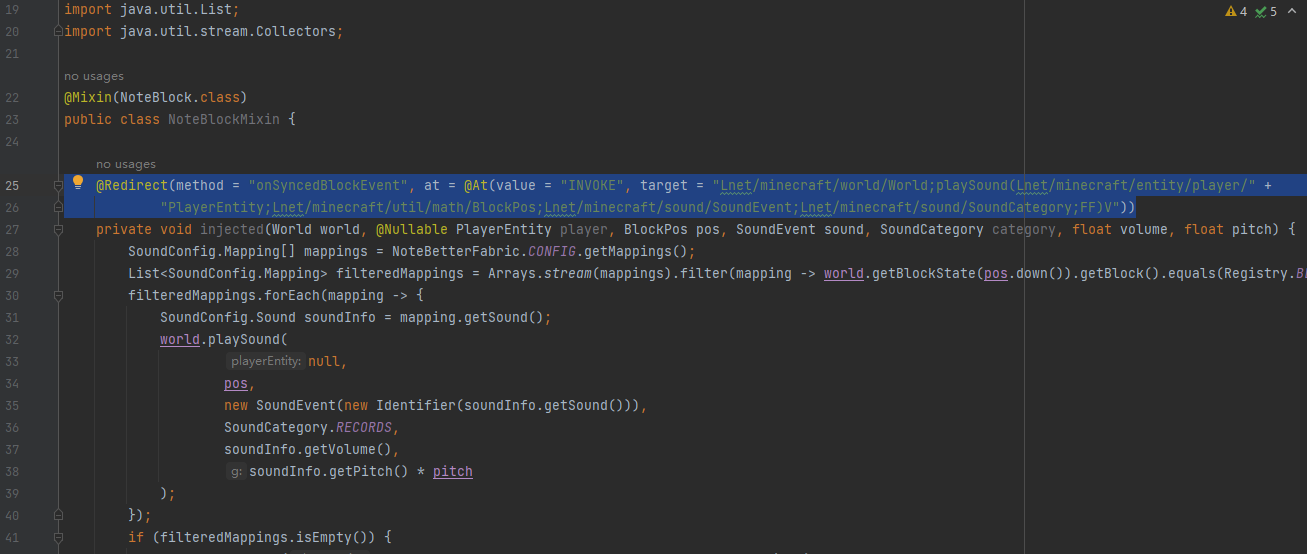 19 import java.util.List;
4 5
20 import java.util.stream.Collectors;
21
no usages
22 @Mixin(NoteBlock.class)
23 public class NoteBlockMixin {
24
no usages
25 @Redirect(method = "onSyncedBlockEvent", at = @At(value = "INVOKE", target = "Lnet/minecraft/world/World;playSound(Lnet/minecraft/entity/player/" +
26 "PlayerEntity;Lnet/minecraft/util/math/BlockPos;Lnet/minecraft/sound/SoundEvent;Lnet/minecraft/sound/SoundCategory;FF)V"))
27 private void injected(World world, @Nullable PlayerEntity player, BlockPos pos, SoundEvent sound, SoundCategory category, float volume, float pitch) {
28 SoundConfig.Mapping[] mappings = NoteBetterFabric.CONFIG.getMappings();
29 List<SoundConfig.Mapping> filteredMappings = Arrays.stream(mappings).filter(mapping -> world.getBlockState(pos.down()).getBlock().equals(Registry.
30 filteredMappings.forEach(mapping -> {
31 SoundConfig.Sound soundInfo = mapping.getSound();
32 world.playSound(
33 playerEntity: null,
34 pos,
35 new SoundEvent(new Identifier(soundInfo.getSound())),
36 SoundCategory.RECORDS,
37 soundInfo.getVolume(),
38 g: soundInfo.getPitch() * pitch
39 );
40 });
41 if (filteredMappings.isEmpty()) {